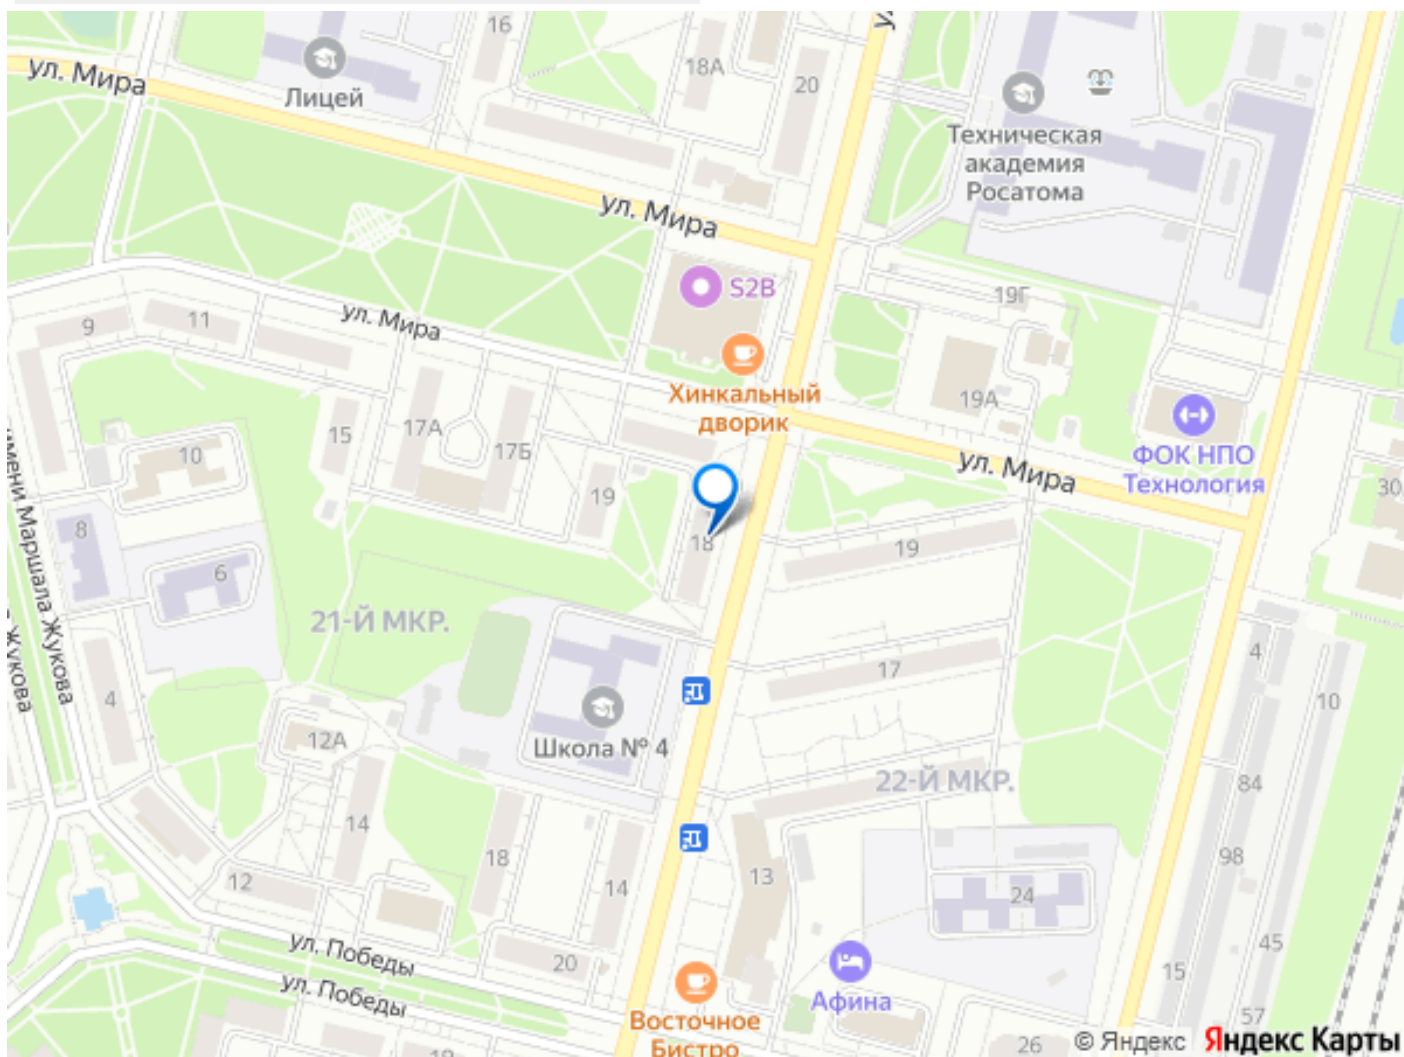 16
18А
20
ул. Мира
Лицей
Техническая
академия
Росатома
ул. Мира
S2B
19Г
9
11
ул. Мира
Хинкальный
дворик
19А
15
17А
17Б
ФОК НПО
Технология
ул. Мира
30
10
19
8
18
19
имени Маршала Жукова
Жукова
6
21-Й МКР.
4
17
4
10
Школа № 4
12А
22-Й МКР.
84
14
18
14
13
98
12
24
ул. Победы
20
45
ул. Победы
Афина
15
Восточное
Бистро
57
26
© Яндекс
Яндекс Карты